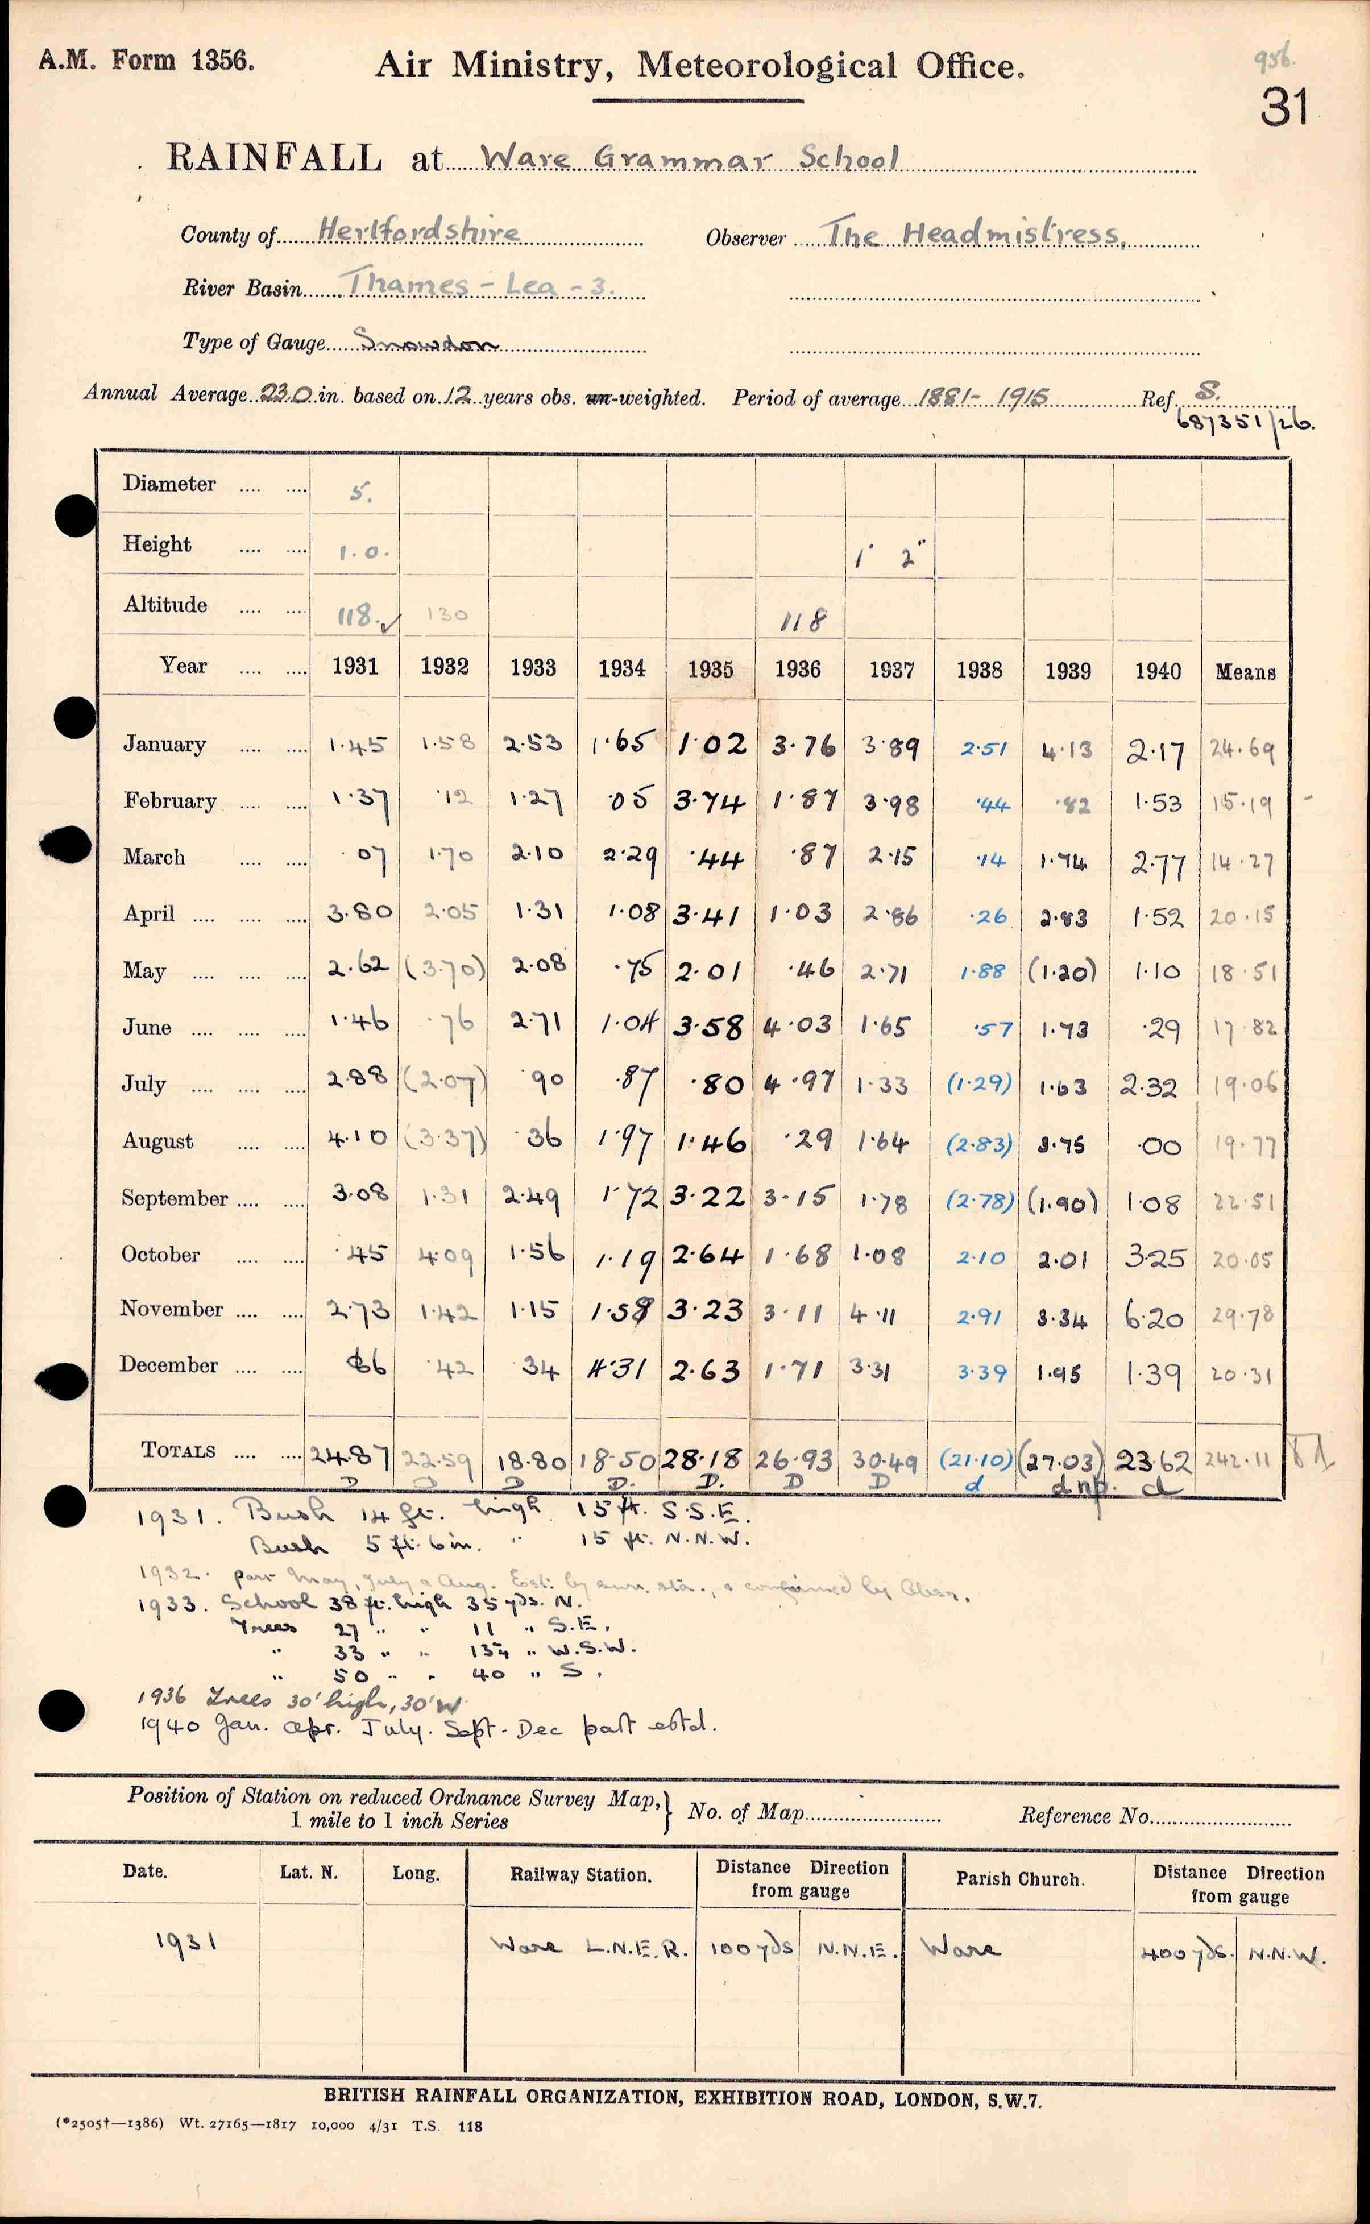 A.M. Form 1356.
Air Ministry, Meteorological Office.
956.
31
RAINFALL at Ware Grammar School
County of Hertfordshire Observer The Headmistress.
River Basin Thames - Lea - 3.
Type of Gauge Snowdon
Annual Average 23.0 in. based on 12 years obs. un-weighted. Period of average 1881-1915 Ref. S.
687351/26.
Diameter .... .... 5.
Height .... .... 1.0. 1' 2"
Altitude .... .... 118. ✓ 130 118
Year .... .... 1931 1932 1933 1934 1935 1936 1937 1938 1939 1940 Means
January .... .... 1.45 1.58 2.53 1.65 1.02 3.76 3.89 2.51 4.13 2.17 24.69
February .... .... 1.37 .12 1.27 .05 3.74 1.87 3.98 .44 .82 1.53 15.19
March .... .... .07 1.70 2.10 2.29 .44 .87 2.15 .14 1.74 2.77 14.27
April .... .... .... 3.80 2.05 1.31 1.08 3.41 1.03 2.86 .26 2.83 1.52 20.15
May .... .... .... 2.62 (3.70) 2.08 .75 2.01 .46 2.71 1.88 (1.20) 1.10 18.51
June .... .... .... 1.46 .76 2.71 1.04 3.58 4.03 1.65 .57 1.73 .29 17.82
July .... .... .... 2.88 (2.07) .90 .87 .80 4.97 1.33 (1.29) 1.63 2.32 19.06
August .... .... 4.10 (3.37) .36 1.97 1.46 .29 1.64 (2.83) 3.75 .00 19.77
September .... .... 3.08 1.31 2.49 1.72 3.22 3.15 1.78 (2.78) (1.90) 1.08 22.51
October .... .... .45 4.09 1.56 1.19 2.64 1.68 1.08 2.10 2.01 3.25 20.05
November .... .... 2.73 1.42 1.15 1.58 3.23 3.11 4.11 2.91 3.34 6.20 29.78
December .... .... .86 .42 .34 4.31 2.63 1.71 3.31 3.39 1.95 1.39 20.31
TOTALS .... .... 24.87 22.59 18.80 18.50 28.18 26.93 30.49 (21.10) (27.03) 23.62 242.11
D D D D. D. D D d d np. d
1931. Bush 14 ft. high 15 ft. S.S.E.
Bush 5 ft. 6 in. " 15 ft. N.N.W.
1932. part May, July & Aug. Est. by surr. sta., & confirmed by Obsr.
1933. School 38 ft. high 35 yds. N.
Trees 27 " " 11 " S.E.
" 33 " " 134 " W.S.W.
" 50 " " 40 " S.
1936 Trees 30' high, 30' W
1940 Jan. Apr. July. Sept-Dec part estd.
Position of Station on reduced Ordnance Survey Map,} No. of Map Reference No.
1 mile to 1 inch Series
Date. Lat. N. Long. Railway Station. Distance Direction from gauge Parish Church. Distance Direction from gauge
1931 Ware L.N.E.R. 100 yds N.N.E. Ware 400 yds. N.N.W.
BRITISH RAINFALL ORGANIZATION, EXHIBITION ROAD, LONDON, S.W.7.
(*2505†—1386) Wt. 27165—1817 10,000 4/31 T.S. 118